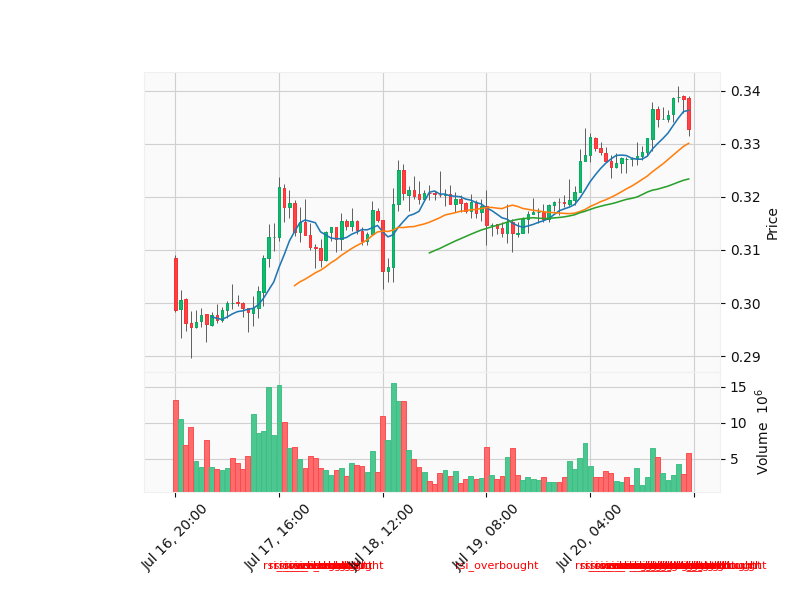 0.34
0.33
0.32
0.31
0.30
0.29
Price
15
10
5
Volume 10^6
Jul 16, 20:00
Jul 17, 16:00
Jul 18, 12:00
Jul 19, 08:00
Jul 20, 04:00
rsi_overbought